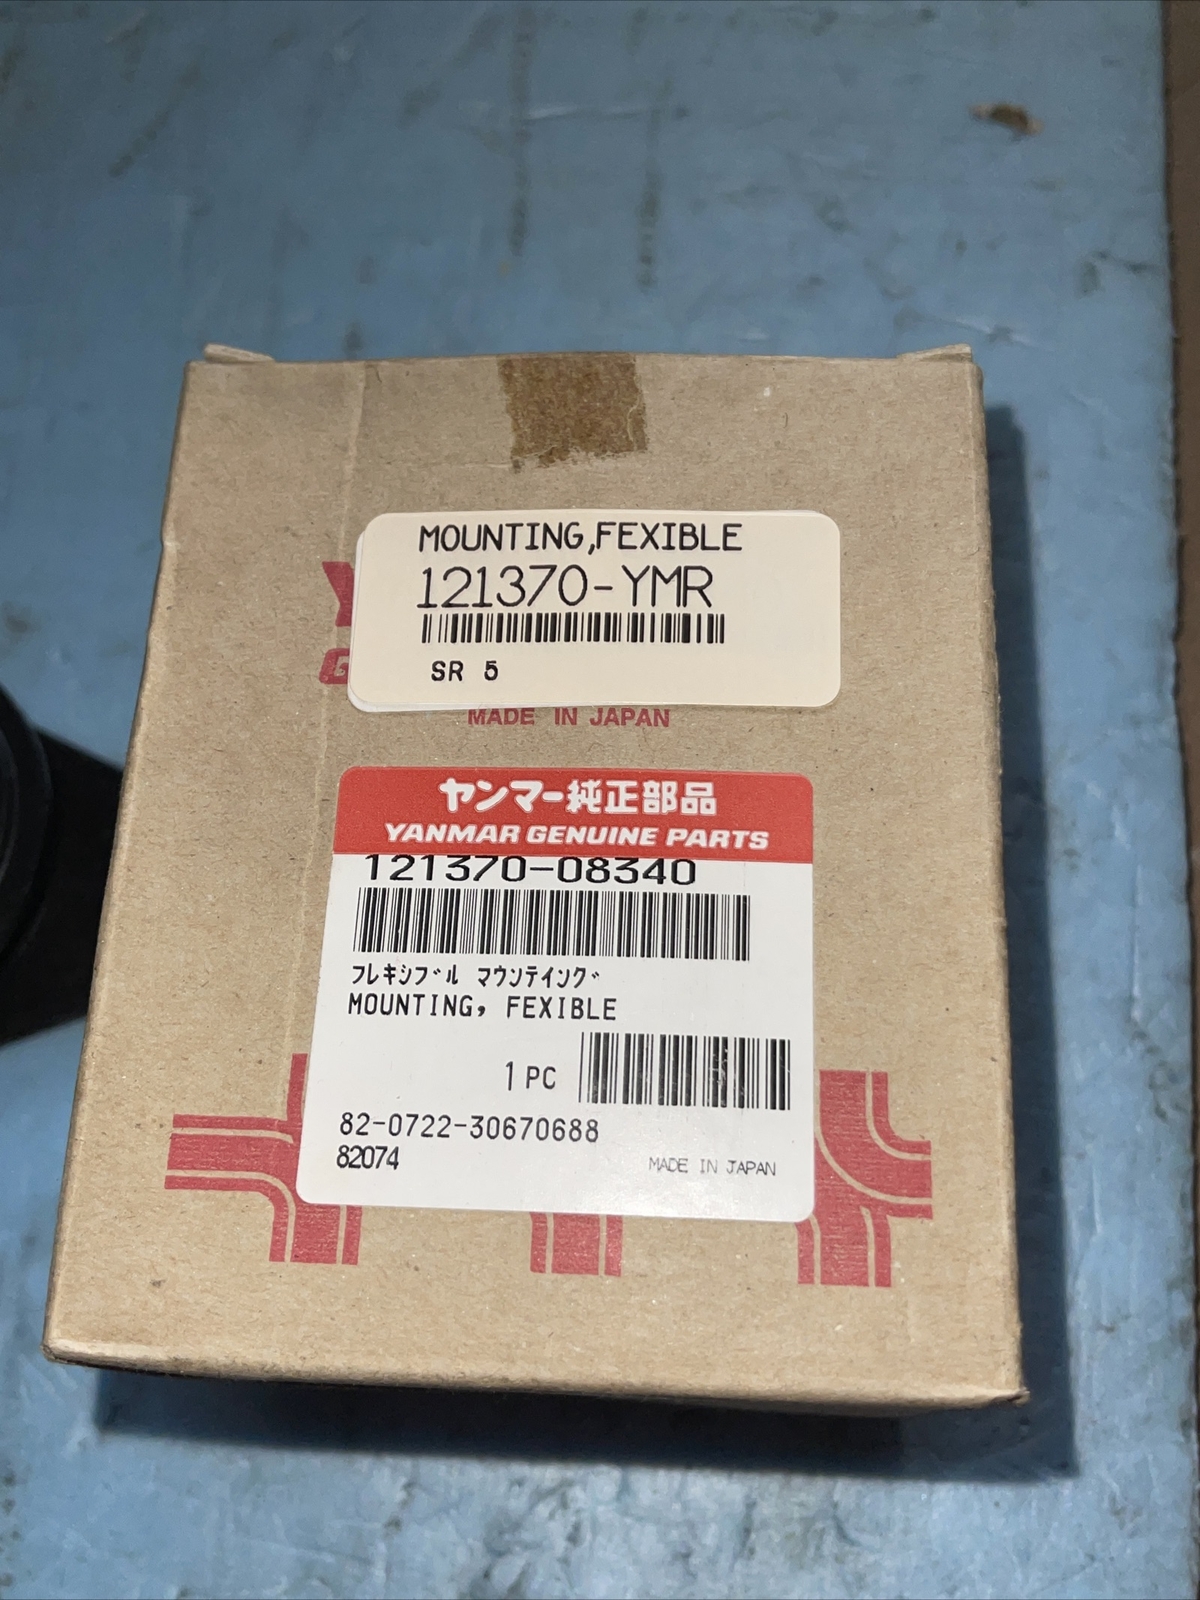 MOUNTING,FEXIBLE
121370-YMR
SR 5
MADE IN JAPAN
ヤンマー純正部品
YANMAR GENUINE PARTS
121370-08340
フレキシブル マウンテイング
MOUNTING, FEXIBLE
1 PC
82-0722-30670688
82074
MADE IN JAPAN